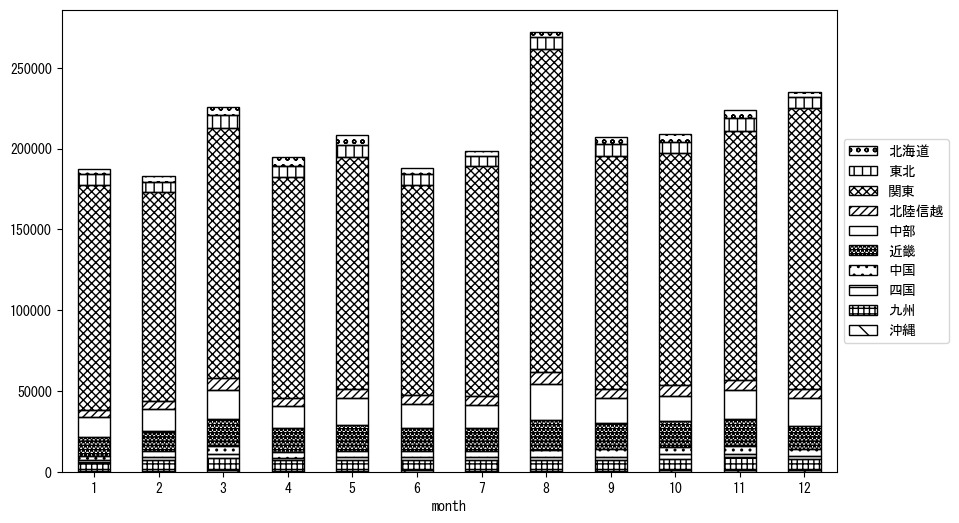 250000
200000
150000
100000
50000
0
1 2 3 4 5 6 7 8 9 10 11 12
month
北海道
東北
関東
北陸信越
中部
近畿
中国
四国
九州
沖縄